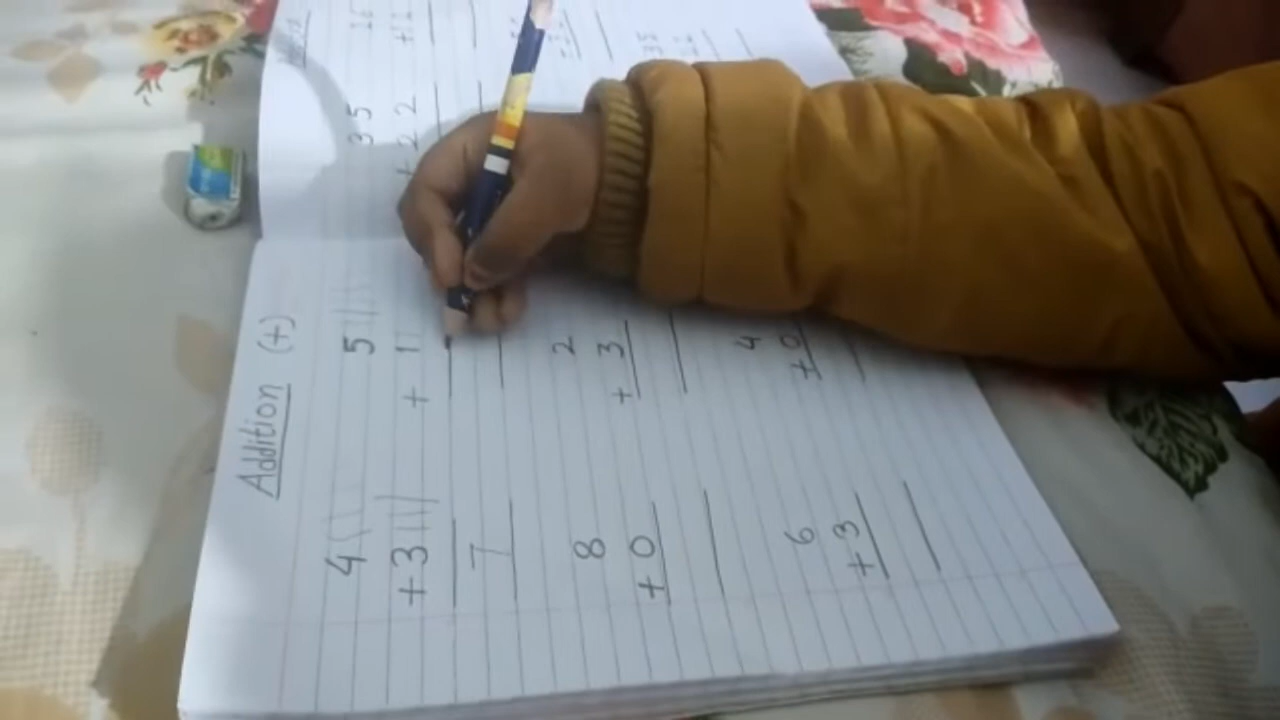 Addition (+)
4 5
+3 + 1
7
8 2
+ 0 + 3
6 4
+ 3 + 0
35
+ 22